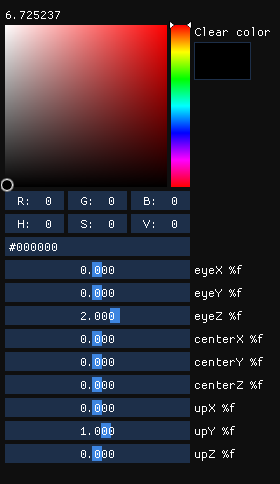 6.725237
Clear color
R: 0 G: 0 B: 0
H: 0 S: 0 V: 0
#000000
0.000 eyeX %f
0.000 eyeY %f
2.000 eyeZ %f
0.000 centerX %f
0.000 centerY %f
0.000 centerZ %f
0.000 upX %f
1.000 upY %f
0.000 upZ %f